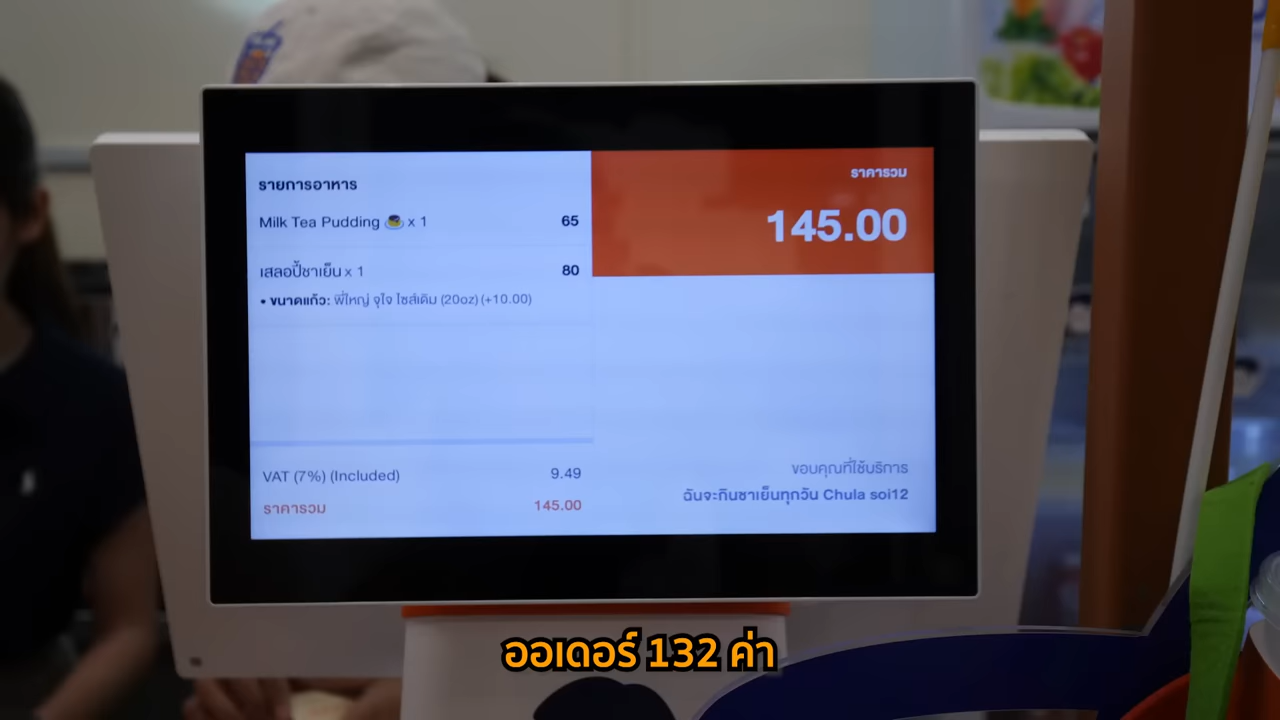 รายการอาหาร
Milk Tea Pudding 🍮 x 1 65
เสลอปี้ชาเย็น x 1 80
• ขนาดแก้ว: พี่ใหญ่ จุใจ ไซส์เดิม (20oz) (+10.00)
VAT (7%) (Included) 9.49
ราคารวม 145.00
ราคารวม
145.00
ขอบคุณที่ใช้บริการ
ฉันจะกินชาเย็นทุกวัน Chula soi12
ออเดอร์ 132 ค่า